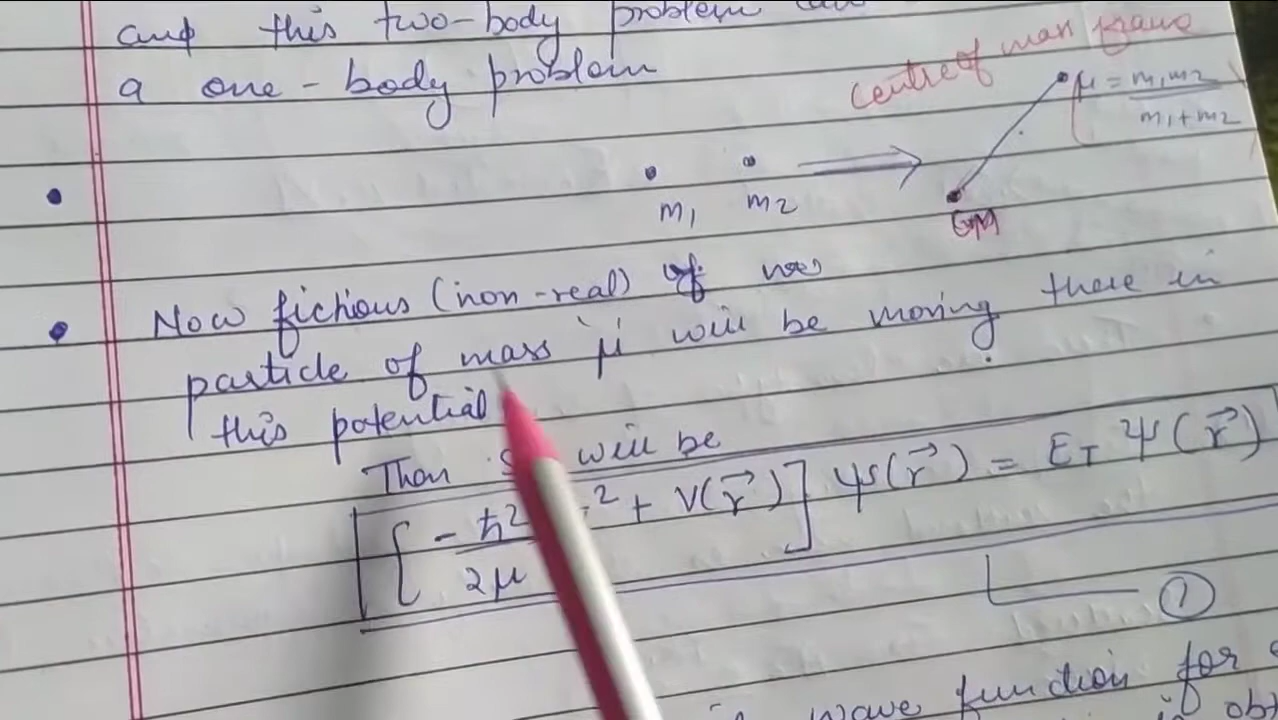 and this two-body problem
a one-body problem
centre of mass frame
μ = m1m2
m1+m2
m1 m2
CM
Now fictious (non-real) of
particle of mass 'μ' will be moving there in
this potential
Then will be
[ -ħ² ² + V(r⃗) ] ψ(r⃗) = E_T ψ(r⃗)
2μ
1
wave function for